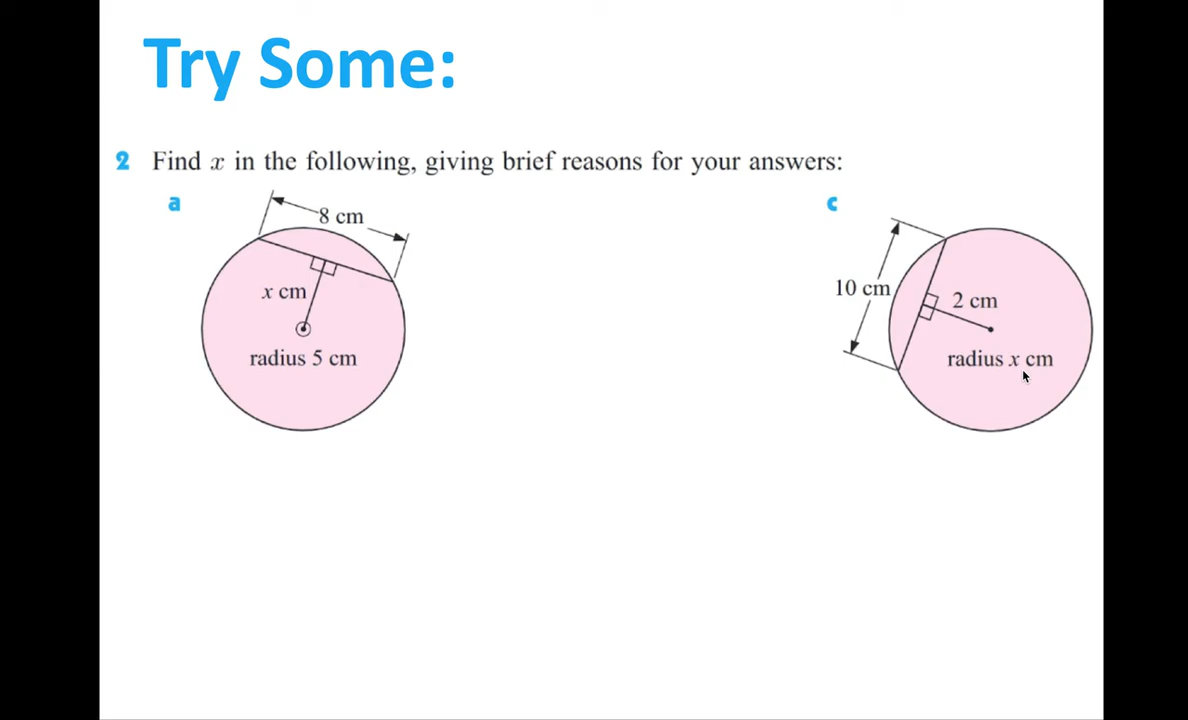 Try Some:
2 Find x in the following, giving brief reasons for your answers:
a
8 cm
x cm
radius 5 cm
c
10 cm
2 cm
radius x cm